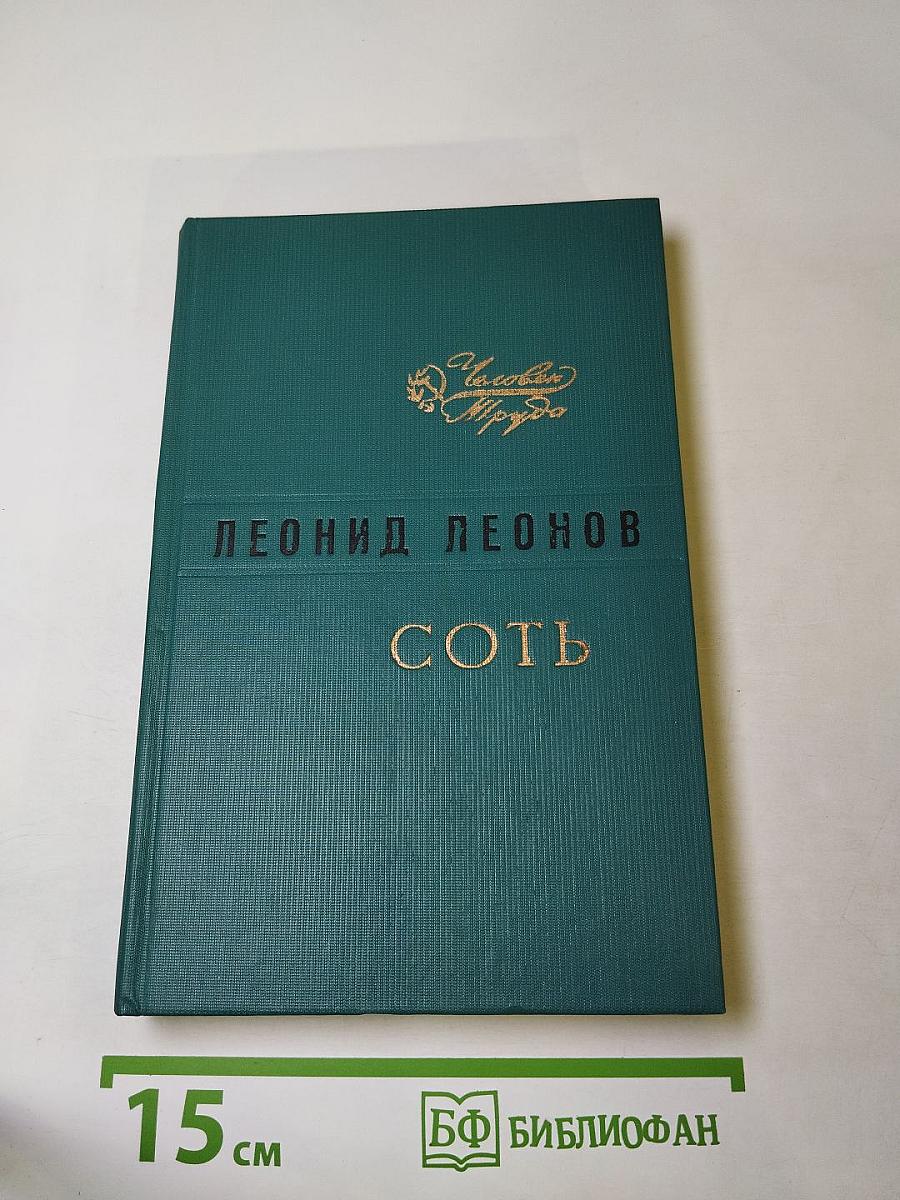 Человек
Труда
ЛЕОНИД ЛЕОНОВ
СОТЬ
15 см
БФ БИБЛИОФАН